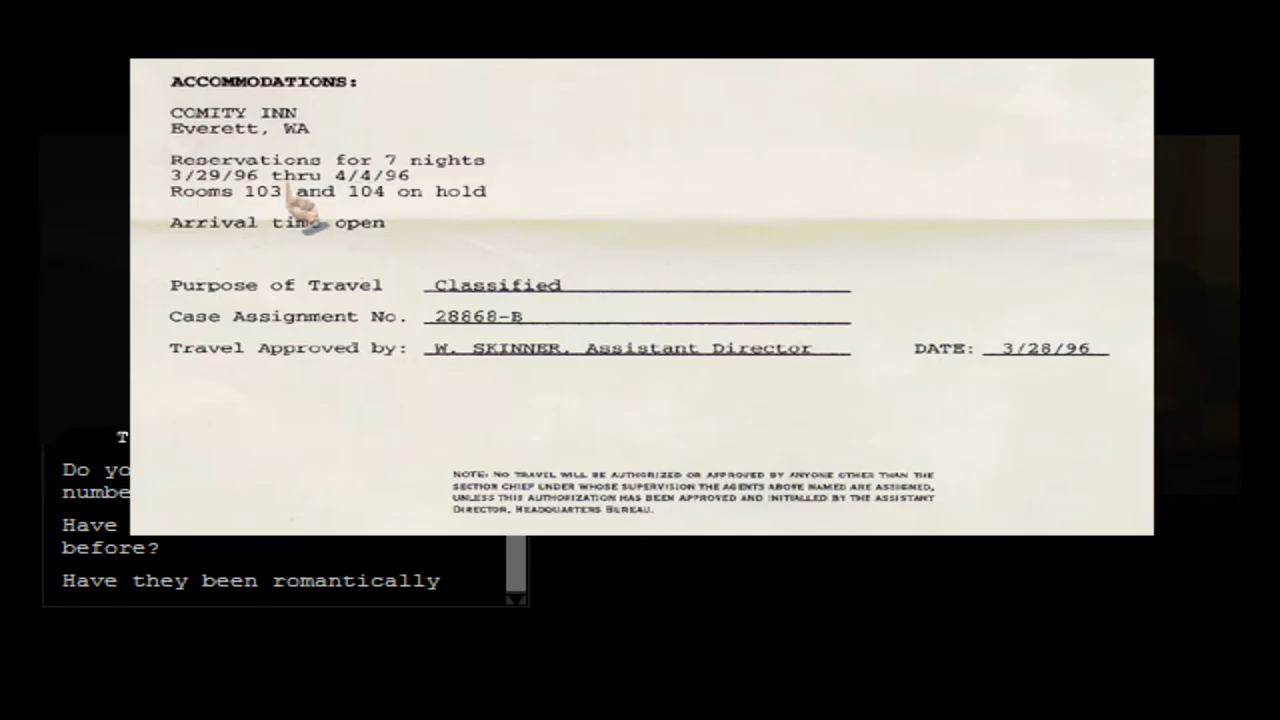 ACCOMMODATIONS:
COMITY INN
Everett, WA
Reservations for 7 nights
3/29/96 thru 4/4/96
Rooms 103 and 104 on hold
Arrival time open
Purpose of Travel Classified
Case Assignment No. 28868-B
Travel Approved by: W. SKINNER, Assistant Director DATE: 3/28/96
NOTE: NO TRAVEL WILL BE AUTHORIZED OR APPROVED BY ANYONE OTHER THAN THE
SECTION CHIEF UNDER WHOSE SUPERVISION THE AGENTS ABOVE NAMED ARE ASSIGNED,
UNLESS THIS AUTHORIZATION HAS BEEN APPROVED AND INITIALLED BY THE ASSISTANT
DIRECTOR, HEADQUARTERS BUREAU.
T
Do yo
numbe
Have
before?
Have they been romantically